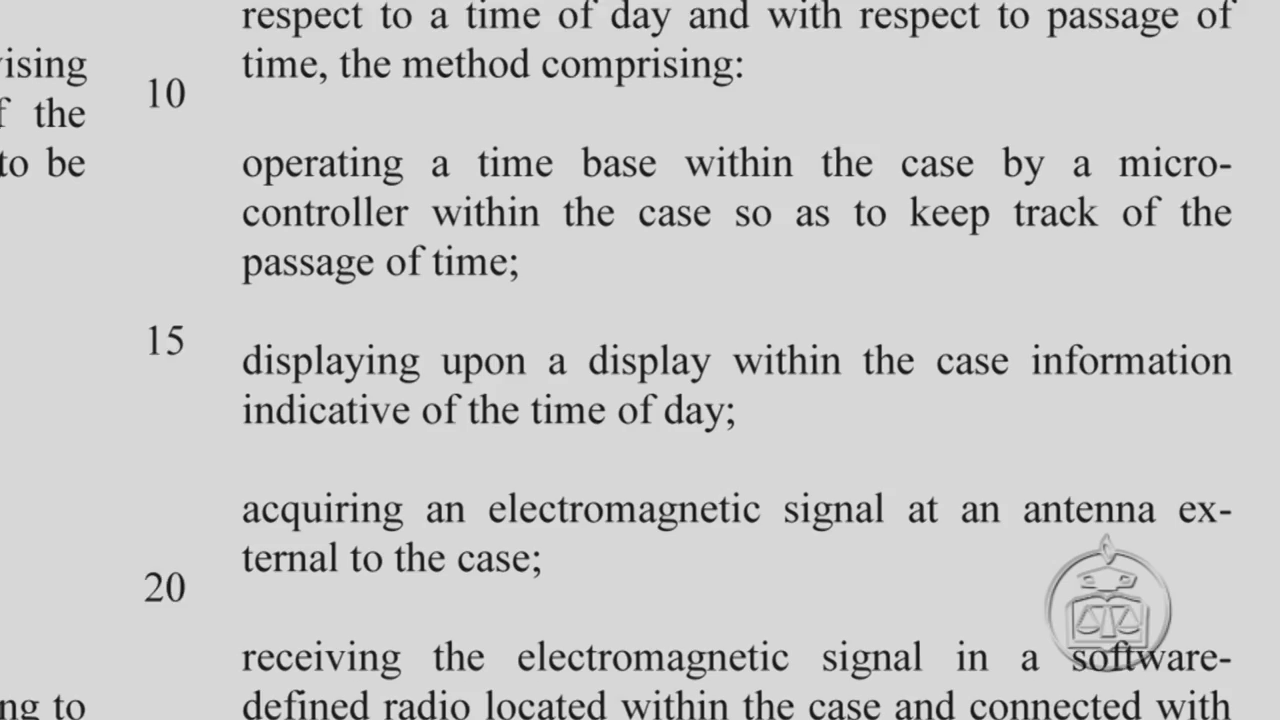 respect to a time of day and with respect to passage of
time, the method comprising:
operating a time base within the case by a micro-
controller within the case so as to keep track of the
passage of time;
displaying upon a display within the case information
indicative of the time of day;
acquiring an electromagnetic signal at an antenna ex-
ternal to the case;
receiving the electromagnetic signal in a software-
defined radio located within the case and connected with
10
15
20
the
to be
to